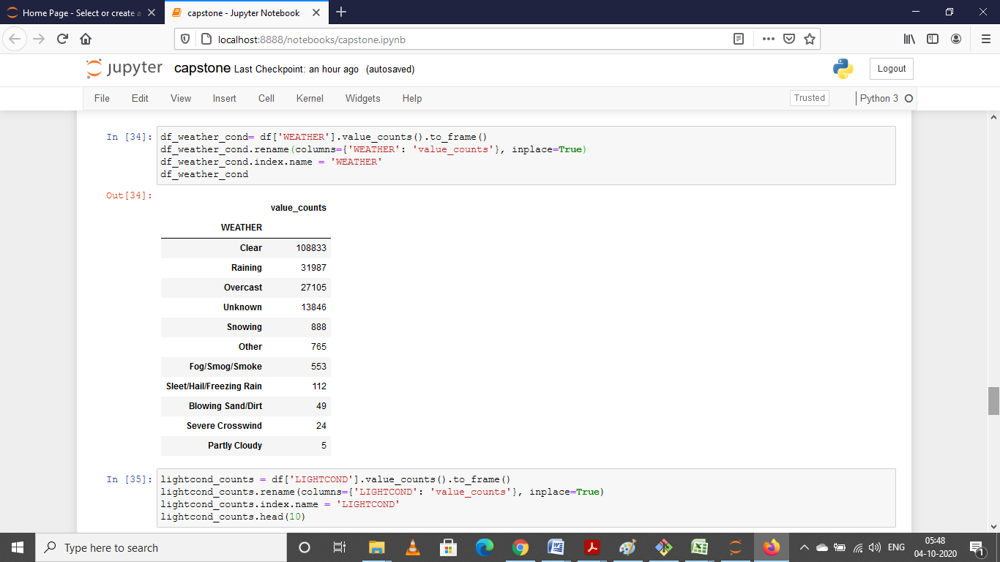 Home Page - Select or create a
capstone - Jupyter Notebook
localhost:8888/notebooks/capstone.ipynb
jupyter capstone Last Checkpoint: an hour ago (autosaved)
Logout
File Edit View Insert Cell Kernel Widgets Help
Trusted
Python 3
In [34]:
df_weather_cond= df['WEATHER'].value_counts().to_frame()
df_weather_cond.rename(columns={'WEATHER': 'value_counts'}, inplace=True)
df_weather_cond.index.name = 'WEATHER'
df_weather_cond
Out[34]:
value_counts
WEATHER
Clear 108833
Raining 31987
Overcast 27105
Unknown 13846
Snowing 888
Other 765
Fog/Smog/Smoke 553
Sleet/Hail/Freezing Rain 112
Blowing Sand/Dirt 49
Severe Crosswind 24
Partly Cloudy 5
In [35]:
lightcond_counts = df['LIGHTCOND'].value_counts().to_frame()
lightcond_counts.rename(columns={'LIGHTCOND': 'value_counts'}, inplace=True)
lightcond_counts.index.name = 'LIGHTCOND'
lightcond_counts.head(10)
Type here to search
ENG
05:48
04-10-2020
1